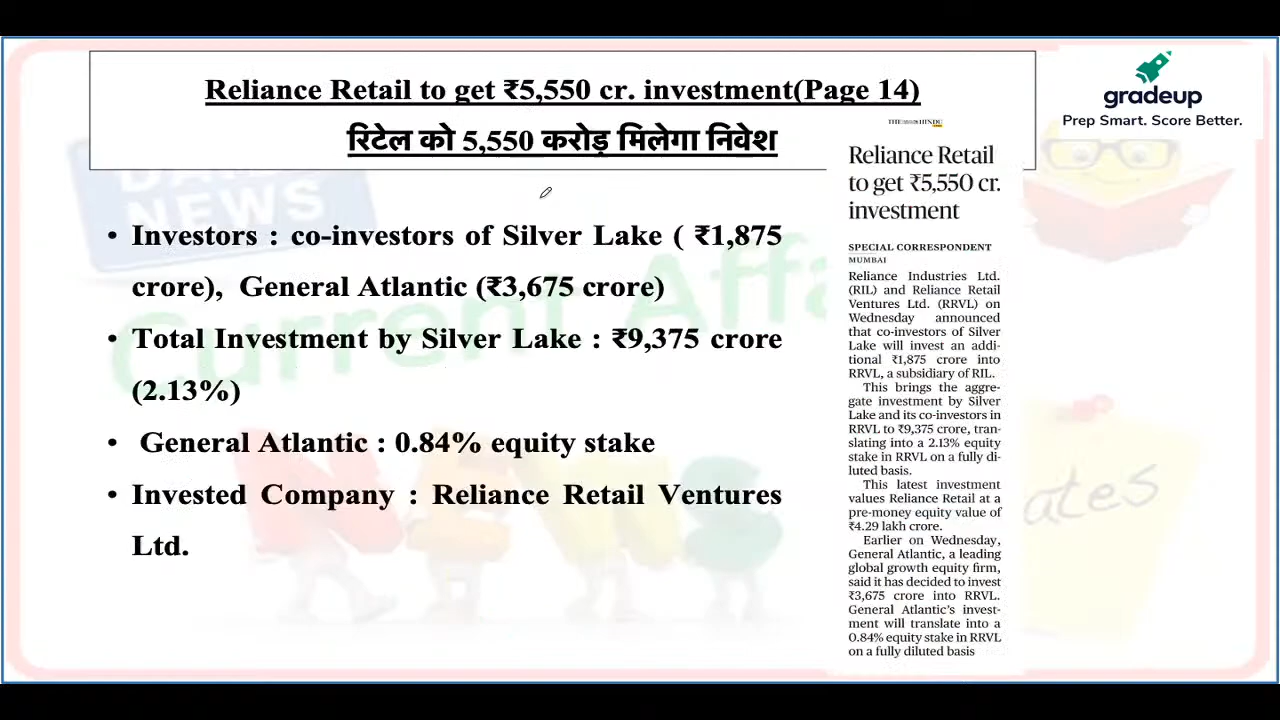 Reliance Retail to get ₹5,550 cr. investment(Page 14)
रिटेल को 5,550 करोड़ मिलेगा निवेश
gradeup
Prep Smart. Score Better.
THE HINDU
DAILY
NEWS
Current Affa
NEWS
ates
• Investors : co-investors of Silver Lake ( ₹1,875
crore), General Atlantic (₹3,675 crore)
• Total Investment by Silver Lake : ₹9,375 crore
(2.13%)
• General Atlantic : 0.84% equity stake
• Invested Company : Reliance Retail Ventures
Ltd.
Reliance Retail
to get ₹5,550 cr.
investment
SPECIAL CORRESPONDENT
MUMBAI
Reliance Industries Ltd.
(RIL) and Reliance Retail
Ventures Ltd. (RRVL) on
Wednesday announced
that co-investors of Silver
Lake will invest an addi-
tional ₹1,875 crore into
RRVL, a subsidiary of RIL.
This brings the aggre-
gate investment by Silver
Lake and its co-investors in
RRVL to ₹9,375 crore, tran-
slating into a 2.13% equity
stake in RRVL on a fully di-
luted basis.
This latest investment
values Reliance Retail at a
pre-money equity value of
₹4.29 lakh crore.
Earlier on Wednesday,
General Atlantic, a leading
global growth equity firm,
said it has decided to invest
₹3,675 crore into RRVL.
General Atlantic's invest-
ment will translate into a
0.84% equity stake in RRVL
on a fully diluted basis